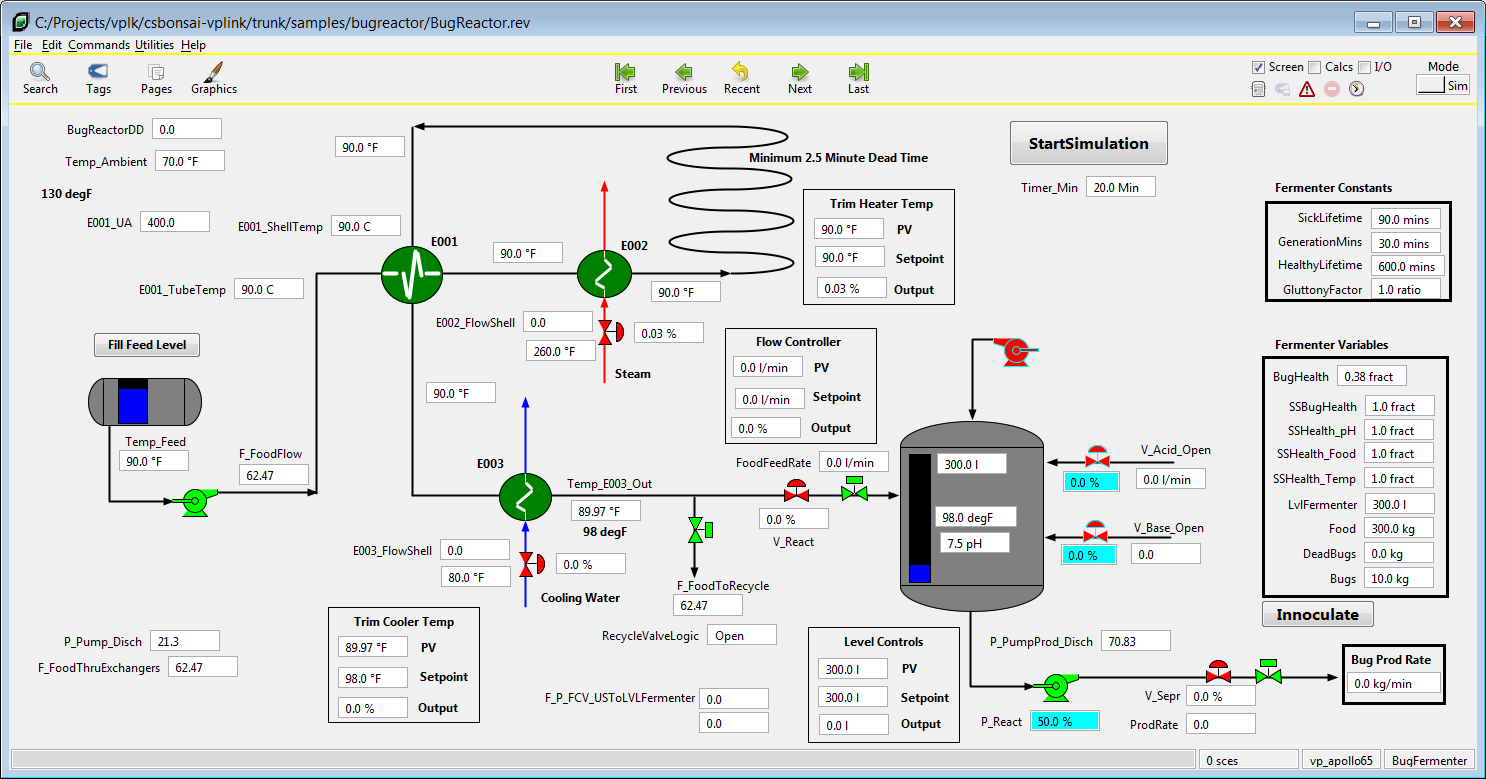 C:/Projects/vplk/csbonsai-vplink/trunk/samples/bugreactor/BugReactor.rev
File Edit Commands Utilities Help
Search Tags Pages Graphics First Previous Recent Next Last
Screen Calcs I/O Mode
Sim
BugReactorDD 0.0
Temp_Ambient 70.0 °F
130 degF
E001_UA 400.0
E001_ShellTemp 90.0 C
E001_TubeTemp 90.0 C
90.0 °F
Minimum 2.5 Minute Dead Time
E001
90.0 °F
E002
90.0 °F
E002_FlowShell 0.0
260.0 °F
0.03 %
Steam
Trim Heater Temp
90.0 °F PV
90.0 °F Setpoint
0.03 % Output
StartSimulation
Timer_Min 20.0 Min
Fermenter Constants
SickLifetime 90.0 mins
GenerationMins 30.0 mins
HealthyLifetime 600.0 mins
GluttonyFactor 1.0 ratio
Fill Feed Level
Temp_Feed
90.0 °F
F_FoodFlow
62.47
90.0 °F
E003
Temp_E003_Out
89.97 °F
98 degF
E003_FlowShell 0.0
80.0 °F
0.0 %
Cooling Water
Flow Controller
0.0 l/min PV
0.0 l/min Setpoint
0.0 % Output
FoodFeedRate 0.0 l/min
0.0 %
V_React
F_FoodToRecycle
62.47
RecycleValveLogic Open
300.0 l
98.0 degF
7.5 pH
V_Acid_Open
0.0 % 0.0 l/min
V_Base_Open
0.0 % 0.0
Fermenter Variables
BugHealth 0.38 fract
SSBugHealth 1.0 fract
SSHealth_pH 1.0 fract
SSHealth_Food 1.0 fract
SSHealth_Temp 1.0 fract
LvlFermenter 300.0 l
Food 300.0 kg
DeadBugs 0.0 kg
Bugs 10.0 kg
Innoculate
P_Pump_Disch 21.3
F_FoodThruExchangers 62.47
Trim Cooler Temp
89.97 °F PV
98.0 °F Setpoint
0.0 % Output
F_P_FCV_USToLVLFermenter 0.0
0.0
Level Controls
300.0 l PV
300.0 l Setpoint
0.0 l Output
P_PumpProd_Disch 70.83
P_React 50.0 %
V_Sepr 0.0 %
ProdRate 0.0
Bug Prod Rate
0.0 kg/min
0 sces vp_apollo65 BugFermenter